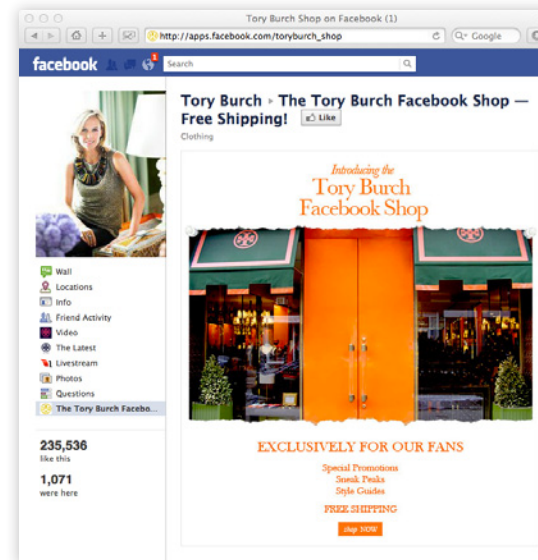 Tory Burch Shop on Facebook (1)
http://apps.facebook.com/toryburch_shop
Google
facebook
1
Search
Tory Burch ▸ The Tory Burch Facebook Shop —
Free Shipping!
Like
Clothing
Introducing the
Tory Burch
Facebook Shop
Wall
Locations
Info
Friend Activity
Video
The Latest
Livestream
Photos
Questions
The Tory Burch Facebo...
235,536
like this
1,071
were here
EXCLUSIVELY FOR OUR FANS
Special Promotions
Sneak Peaks
Style Guides
FREE SHIPPING
shop NOW